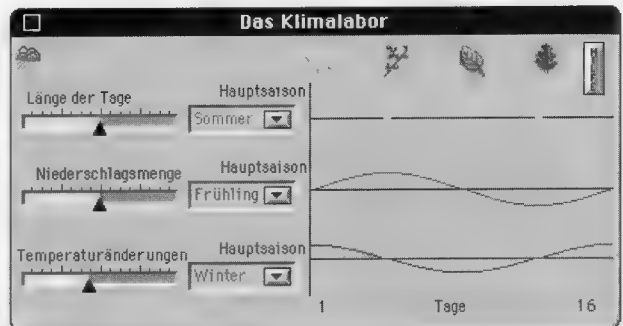 Das Klimalabor
Länge der Tage
Hauptsaison
Sommer
Niederschlagsmenge
Hauptsaison
Frühling
Temperaturänderungen
Hauptsaison
Winter
1 Tage 16